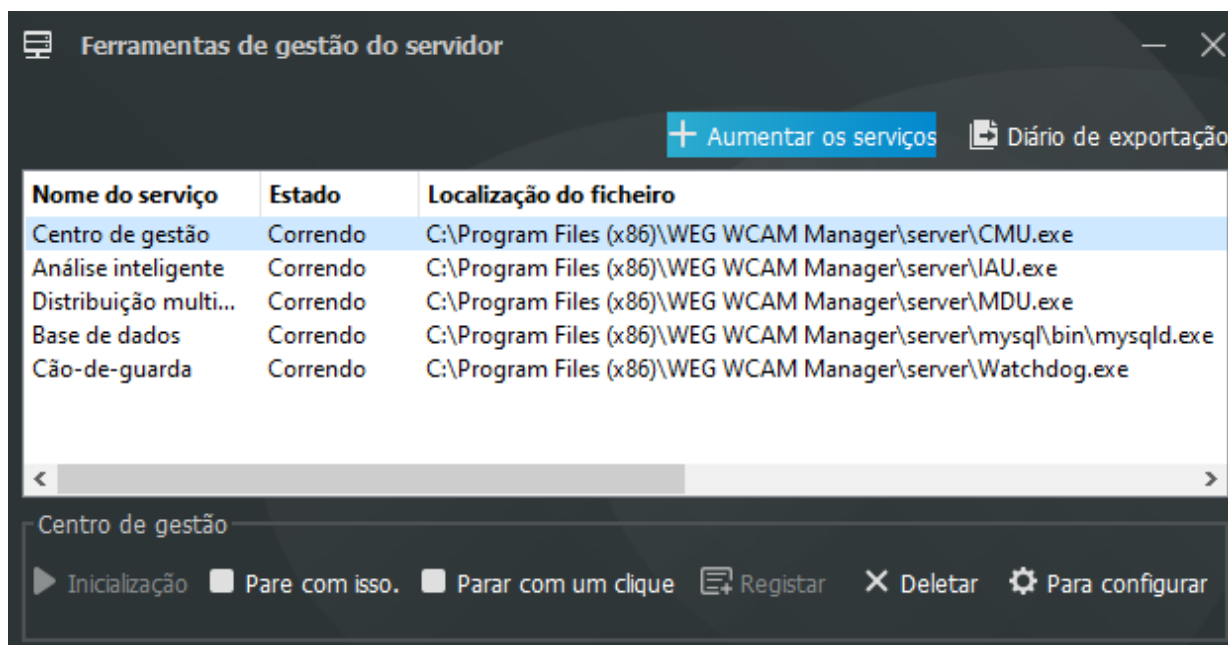 Ferramentas de gestão do servidor
Aumentar os serviços Diário de exportação
Nome do serviço Estado Localização do ficheiro
Centro de gestão Correndo C:\Program Files (x86)\WEG WCAM Manager\server\CMU.exe
Análise inteligente Correndo C:\Program Files (x86)\WEG WCAM Manager\server\IAU.exe
Distribuição multi... Correndo C:\Program Files (x86)\WEG WCAM Manager\server\MDU.exe
Base de dados Correndo C:\Program Files (x86)\WEG WCAM Manager\server\mysql\bin\mysqld.exe
Cão-de-guarda Correndo C:\Program Files (x86)\WEG WCAM Manager\server\Watchdog.exe
Centro de gestão
Inicialização Pare com isso. Parar com um clique Registar Deletar Para configurar